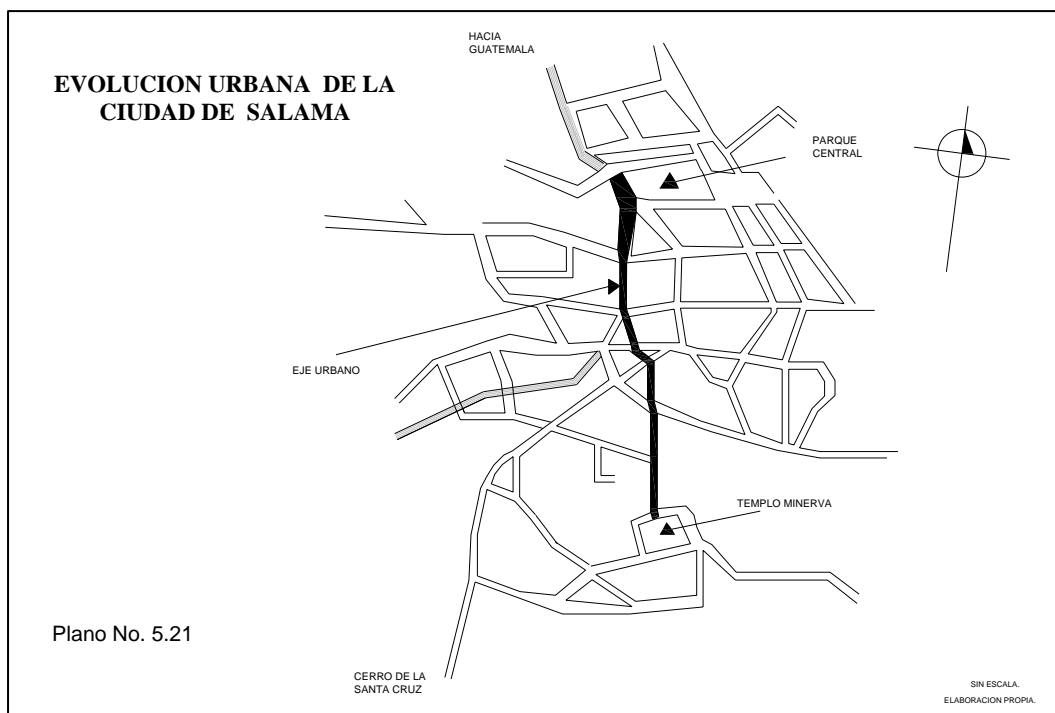 HACIA
GUATEMALA
EVOLUCION URBANA DE LA
CIUDAD DE SALAMA
PARQUE
CENTRAL
EJE URBANO
TEMPLO MINERVA
Plano No. 5.21
CERRO DE LA
SANTA CRUZ
SIN ESCALA.
ELABORACION PROPIA.